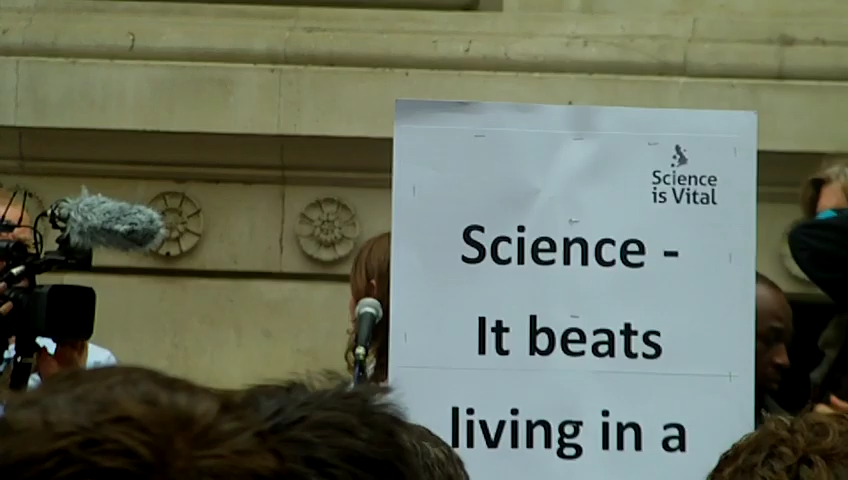 Science
is Vital
Science -
It beats
living in a